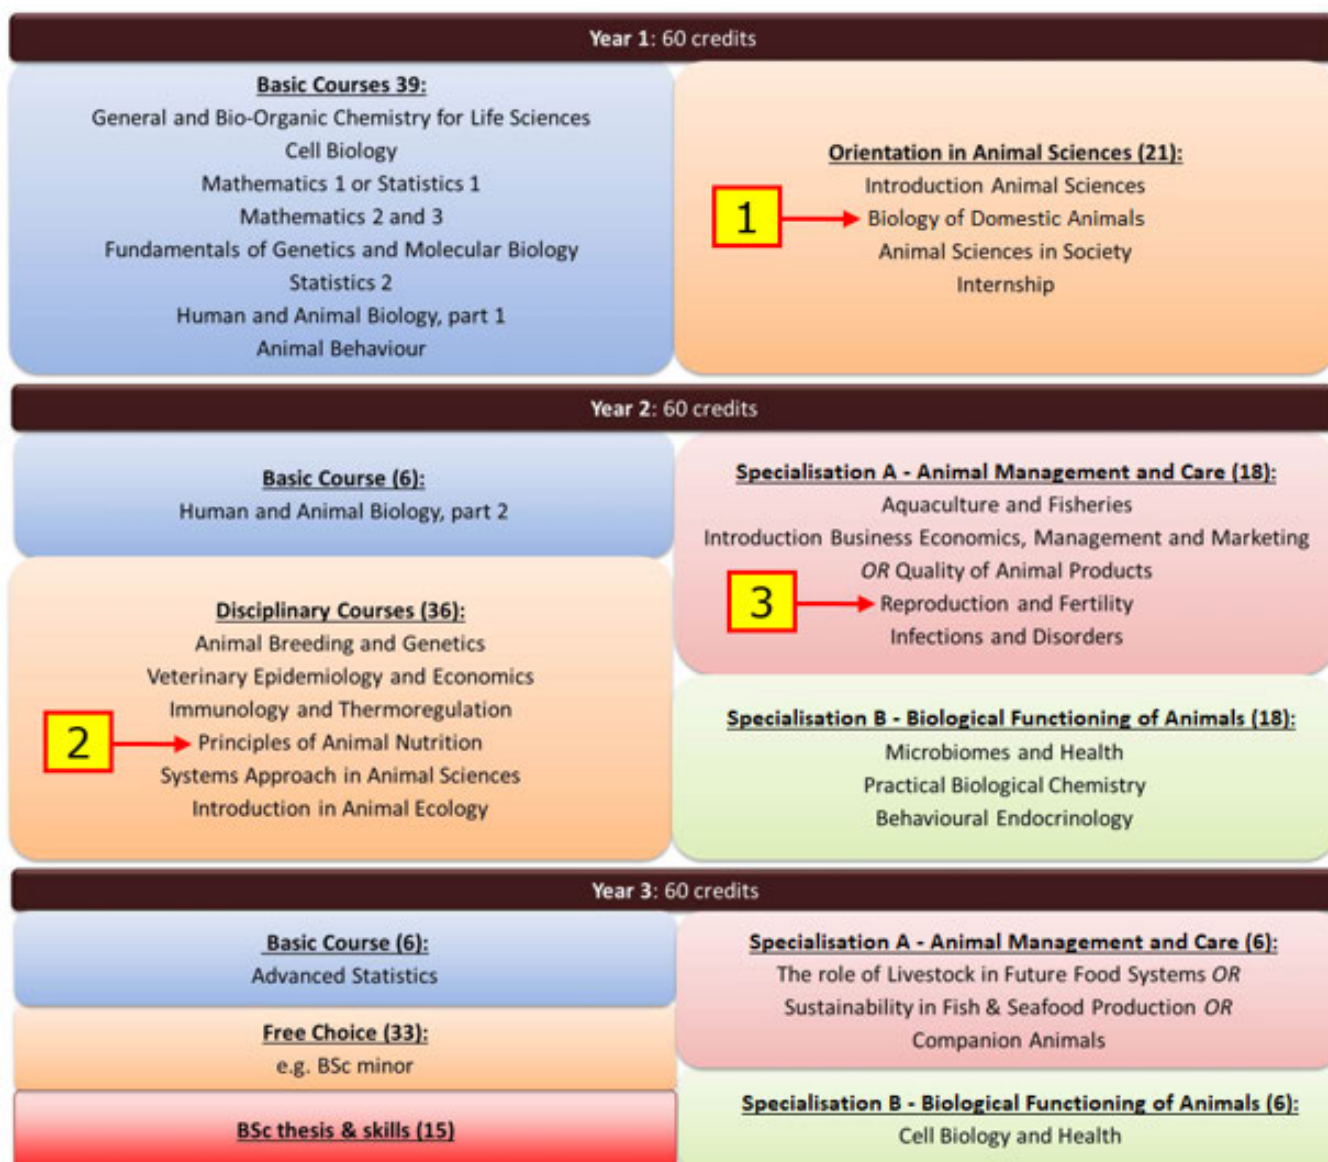 Year 1: 60 credits
Basic Courses 39:
General and Bio-Organic Chemistry for Life Sciences
Cell Biology
Mathematics 1 or Statistics 1
Mathematics 2 and 3
Fundamentals of Genetics and Molecular Biology
Statistics 2
Human and Animal Biology, part 1
Animal Behaviour
Orientation in Animal Sciences (21):
Introduction Animal Sciences
1
Biology of Domestic Animals
Animal Sciences in Society
Internship
Year 2: 60 credits
Basic Course (6):
Human and Animal Biology, part 2
Disciplinary Courses (36):
Animal Breeding and Genetics
Veterinary Epidemiology and Economics
Immunology and Thermoregulation
2
Principles of Animal Nutrition
Systems Approach in Animal Sciences
Introduction in Animal Ecology
Specialisation A - Animal Management and Care (18):
Aquaculture and Fisheries
Introduction Business Economics, Management and Marketing
OR Quality of Animal Products
3
Reproduction and Fertility
Infections and Disorders
Specialisation B - Biological Functioning of Animals (18):
Microbiomes and Health
Practical Biological Chemistry
Behavioural Endocrinology
Year 3: 60 credits
Basic Course (6):
Advanced Statistics
Free Choice (33):
e.g. BSc minor
BSc thesis & skills (15)
Specialisation A - Animal Management and Care (6):
The role of Livestock in Future Food Systems OR
Sustainability in Fish & Seafood Production OR
Companion Animals
Specialisation B - Biological Functioning of Animals (6):
Cell Biology and Health